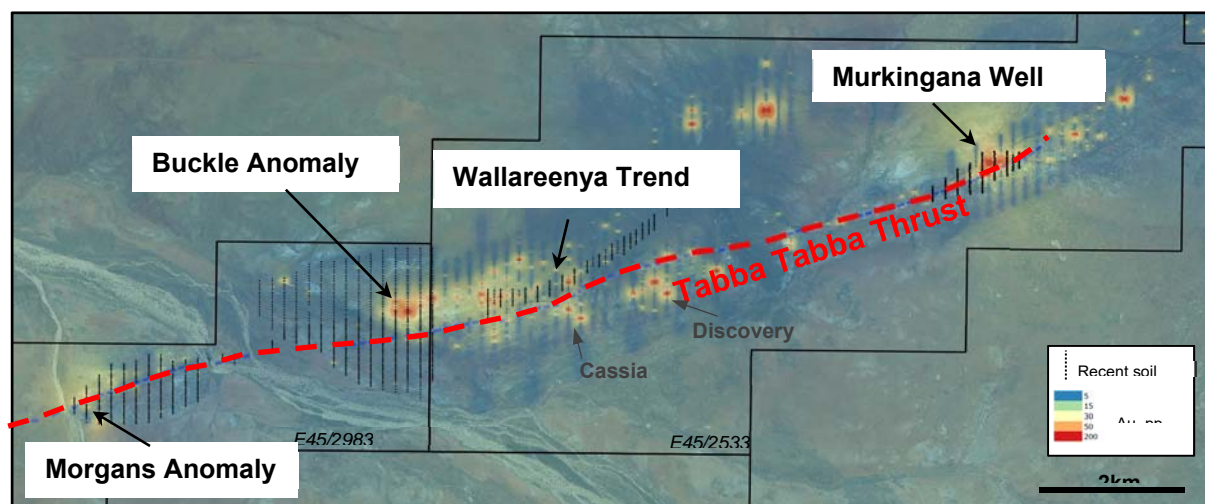 Murkingana Well
Buckle Anomaly
Wallareenya Trend
Tabba Tabba Thrust
Discovery
Cassia
E45/2983
E45/2533
Morgans Anomaly
Recent soil
5
15
30
50
200
2km